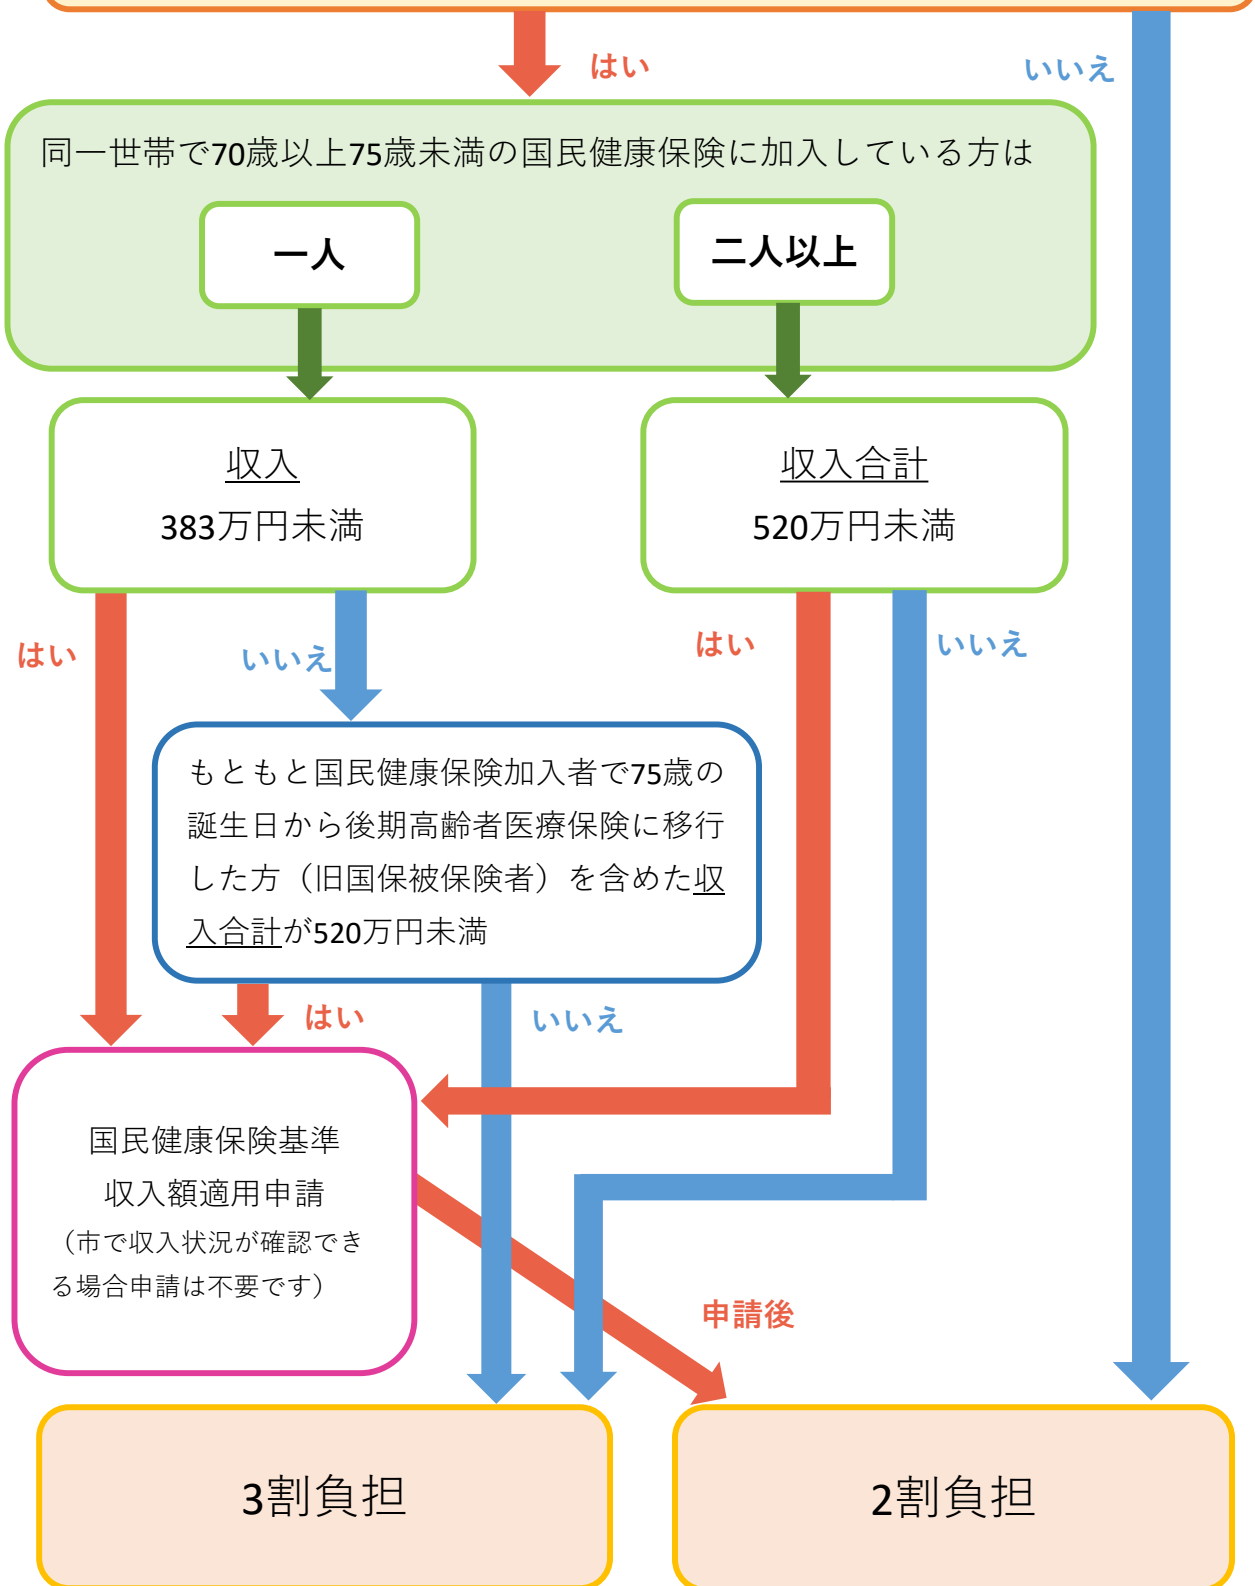 はい
いいえ
同一世帯で70歳以上75歳未満の国民健康保険に加入している方は
一人
二人以上
収入
383万円未満
収入合計
520万円未満
はい
いいえ
はい
いいえ
もともと国民健康保険加入者で75歳の
誕生日から後期高齢者医療保険に移行
した方（旧国保被保険者）を含めた収
入合計が520万円未満
はい
いいえ
国民健康保険基準
収入額適用申請
（市で収入状況が確認でき
る場合申請は不要です）
申請後
3割負担
2割負担